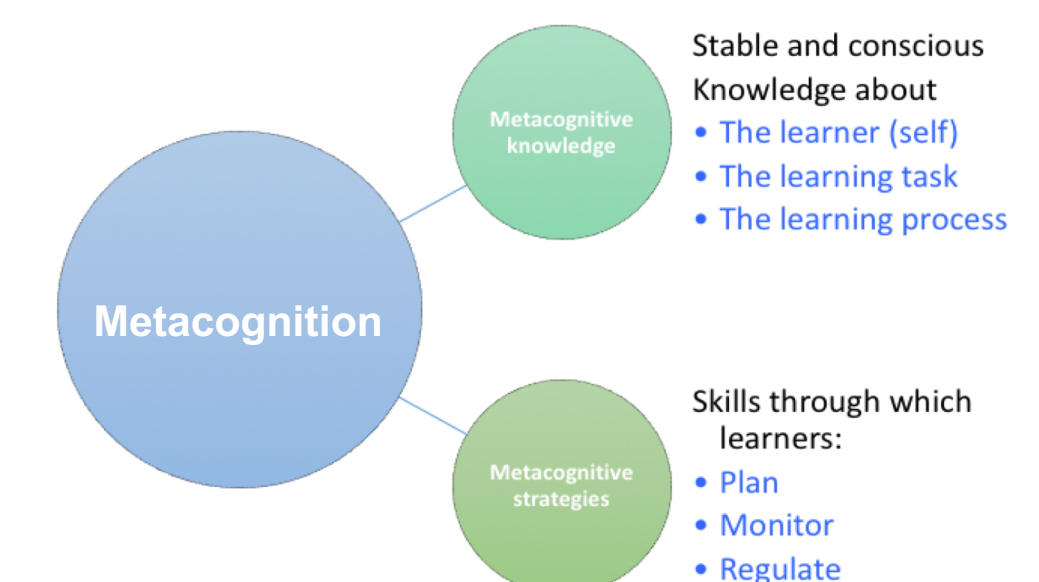 Metacognition
Metacognitive
knowledge
Stable and conscious
Knowledge about
• The learner (self)
• The learning task
• The learning process
Metacognitive
strategies
Skills through which
learners:
• Plan
• Monitor
• Regulate